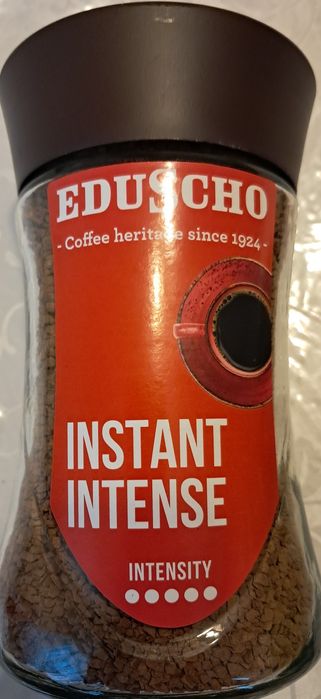 EDUSCHO
- Coffee heritage since 1924 -
INSTANT
INTENSE
INTENSITY